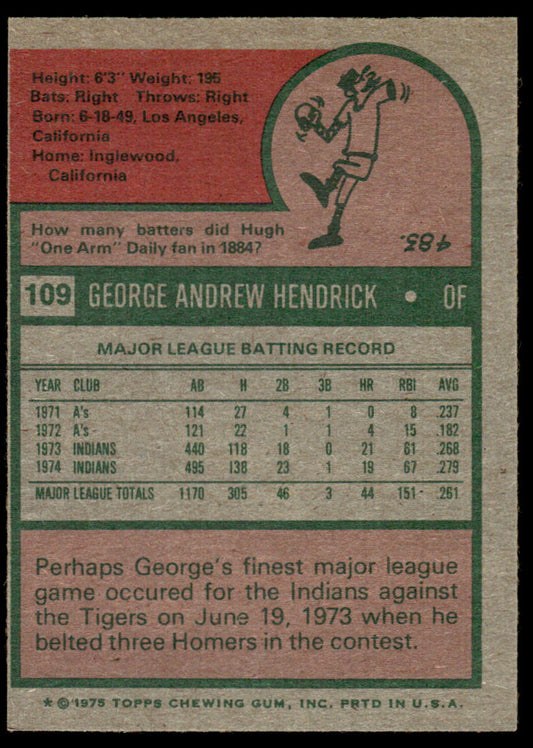 Height: 6'3" Weight: 195
Bats: Right Throws: Right
Born: 6-18-49, Los Angeles,
California
Home: Inglewood,
California
How many batters did Hugh
"One Arm" Daily fan in 1884?
483.
109 GEORGE ANDREW HENDRICK • OF
MAJOR LEAGUE BATTING RECORD
YEAR CLUB AB H 2B 3B HR RBI AVG
1971 A's 114 27 4 1 0 8 .237
1972 A's 121 22 1 1 4 15 .182
1973 INDIANS 440 118 18 0 21 61 .268
1974 INDIANS 495 138 23 1 19 67 .279
MAJOR LEAGUE TOTALS 1170 305 46 3 44 151 .261
Perhaps George's finest major league
game occured for the Indians against
the Tigers on June 19, 1973 when he
belted three Homers in the contest.
* © 1975 TOPPS CHEWING GUM, INC. PRTD IN U.S.A.